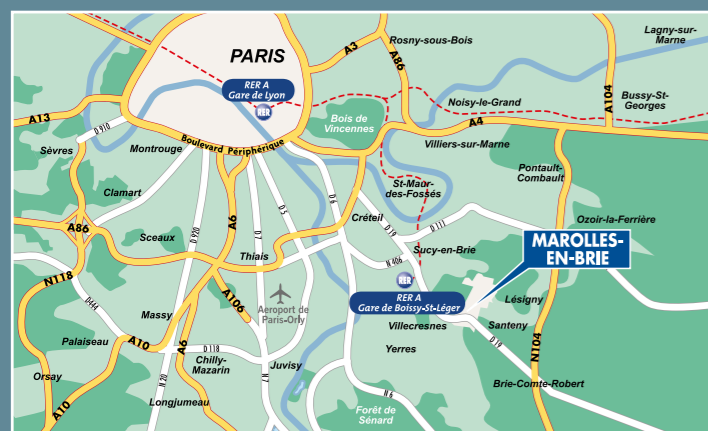 Lagny-sur-
Marne
PARIS
A3
Rosny-sous-Bois
A86
RER A
Gare de Lyon
RER
A104
Bussy-St-
Georges
Noisy-le-Grand
A13
D 910
Bois de
Vincennes
A4
Sèvres
Montrouge
Boulevard Périphérique
Villiers-sur-Marne
Pontault-
Combault
Clamart
St-Maur-
des-Fossés
D 6
D 5
A86
A6
Créteil
D 19
D 111
Ozoir-la-Ferrière
Sceaux
D 920
D 7
Thiais
Sucy-en-Brie
MAROLLES-
EN-BRIE
N 406
N118
D444
A106
RER
RER A
Gare de Boissy-St-Léger
Lésigny
Aeroport de
Paris-Orly
Massy
Villecresnes
Santeny
Palaiseau
A10
A6
D 118
Chilly-
Mazarin
Juvisy
Yerres
D 19
N104
Orsay
N 20
N 7
N 6
Brie-Comte-Robert
A10
Longjumeau
Forêt de
Sénard